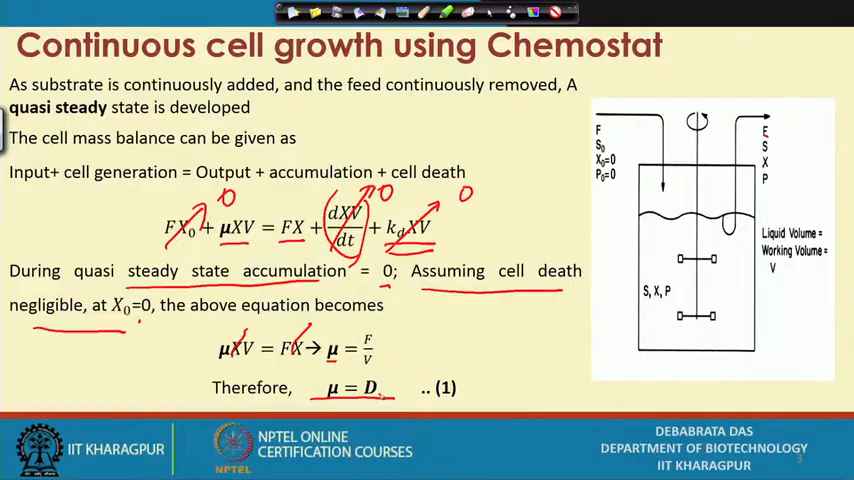 Continuous cell growth using Chemostat
As substrate is continuously added, and the feed continuously removed, A
quasi steady state is developed
The cell mass balance can be given as
Input+ cell generation = Output + accumulation + cell death
0 0 0
FX₀ + μXV = FX + dXV/dt + k_d XV
During quasi steady state accumulation = 0; Assuming cell death
negligible, at X₀=0, the above equation becomes
μXV = FX → μ = F/V
Therefore, μ = D .. (1)
F
S₀
X₀=0
P₀=0
F
S
X
P
Liquid Volume =
Working Volume =
V
S, X, P
IIT KHARAGPUR
NPTEL
NPTEL ONLINE
CERTIFICATION COURSES
DEBABRATA DAS
DEPARTMENT OF BIOTECHNOLOGY
IIT KHARAGPUR
3